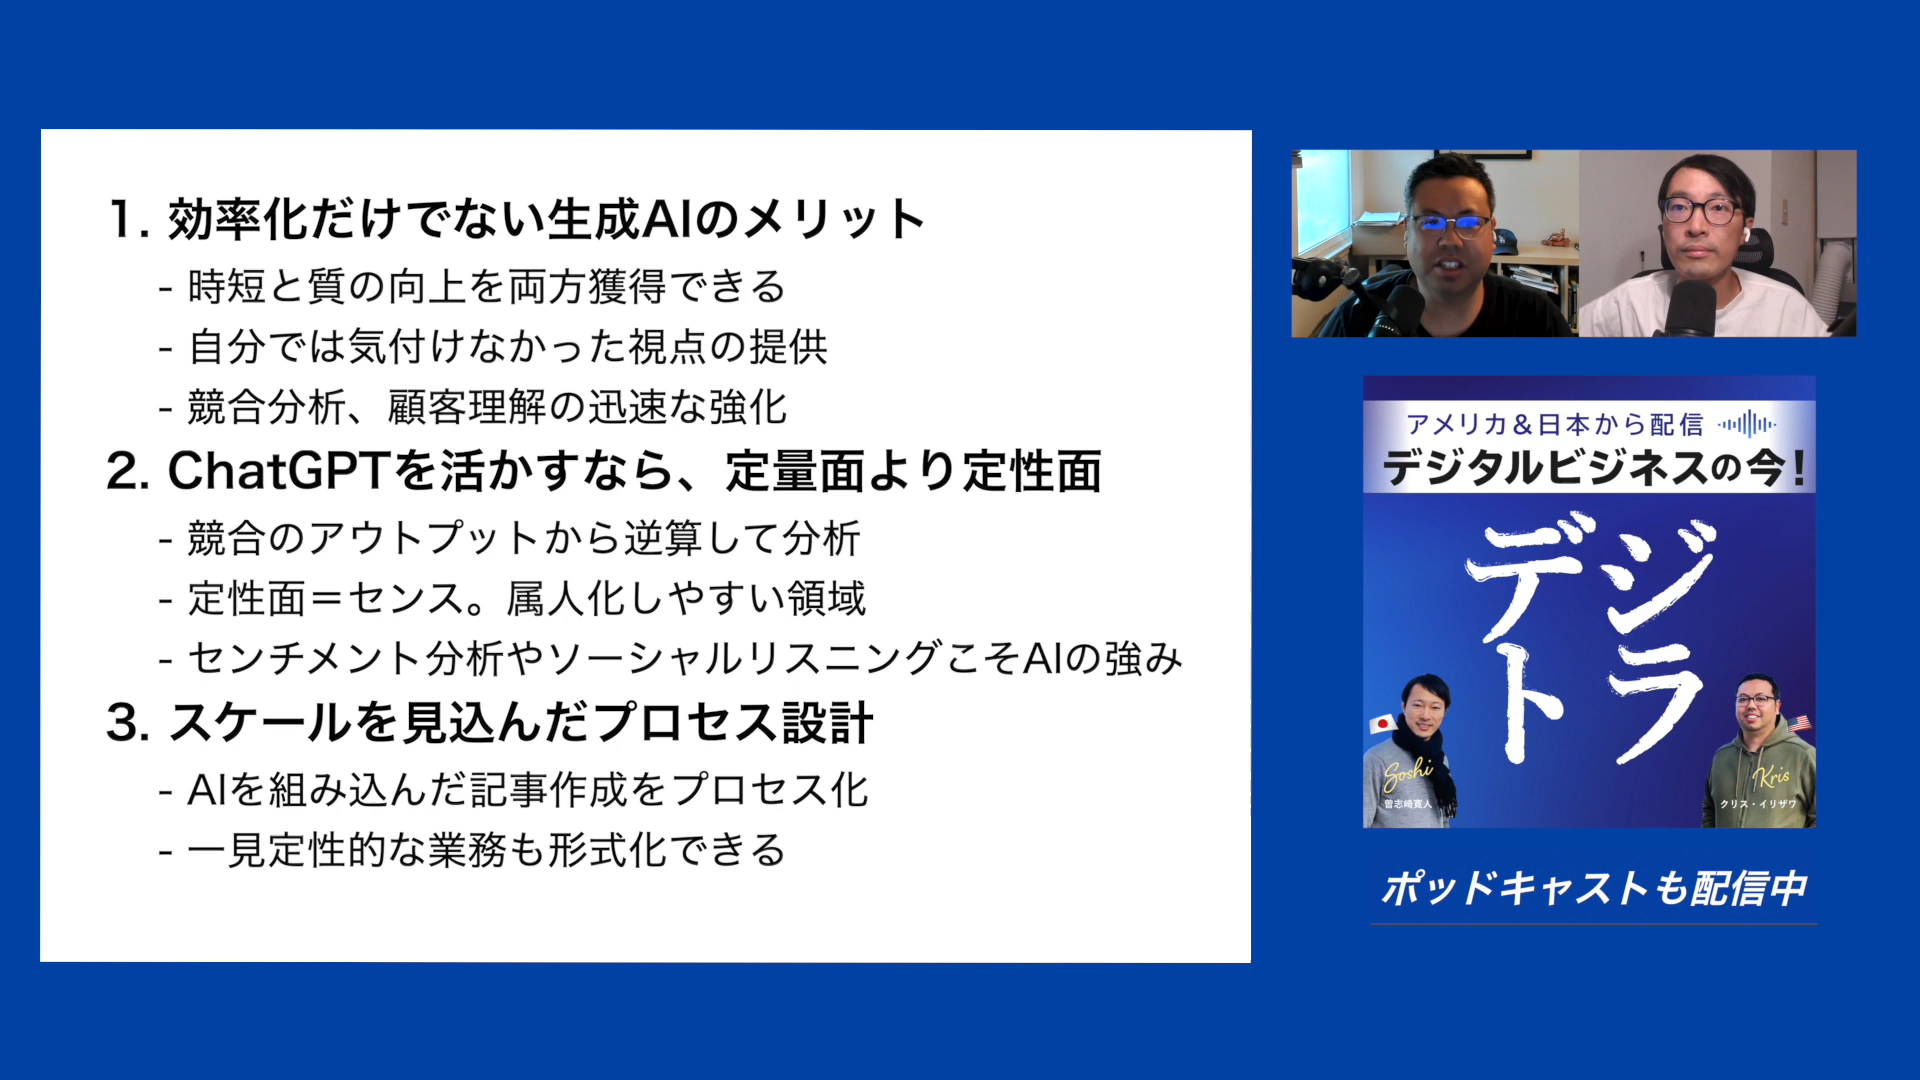 1. 効率化だけでない生成AIのメリット
- 時短と質の向上を両方獲得できる
- 自分では気付けなかった視点の提供
- 競合分析、顧客理解の迅速な強化
2. ChatGPTを活かすなら、定量面より定性面
- 競合のアウトプットから逆算して分析
- 定性面＝センス。属人化しやすい領域
- センチメント分析やソーシャルリスニングこそAIの強み
3. スケールを見込んだプロセス設計
- AIを組み込んだ記事作成をプロセス化
- 一見定性的な業務も形式化できる
アメリカ＆日本から配信
デジタルビジネスの今！
デジ
トラ
Soshi
曽志崎寛人
Kris
クリス・イリザワ
ポッドキャストも配信中